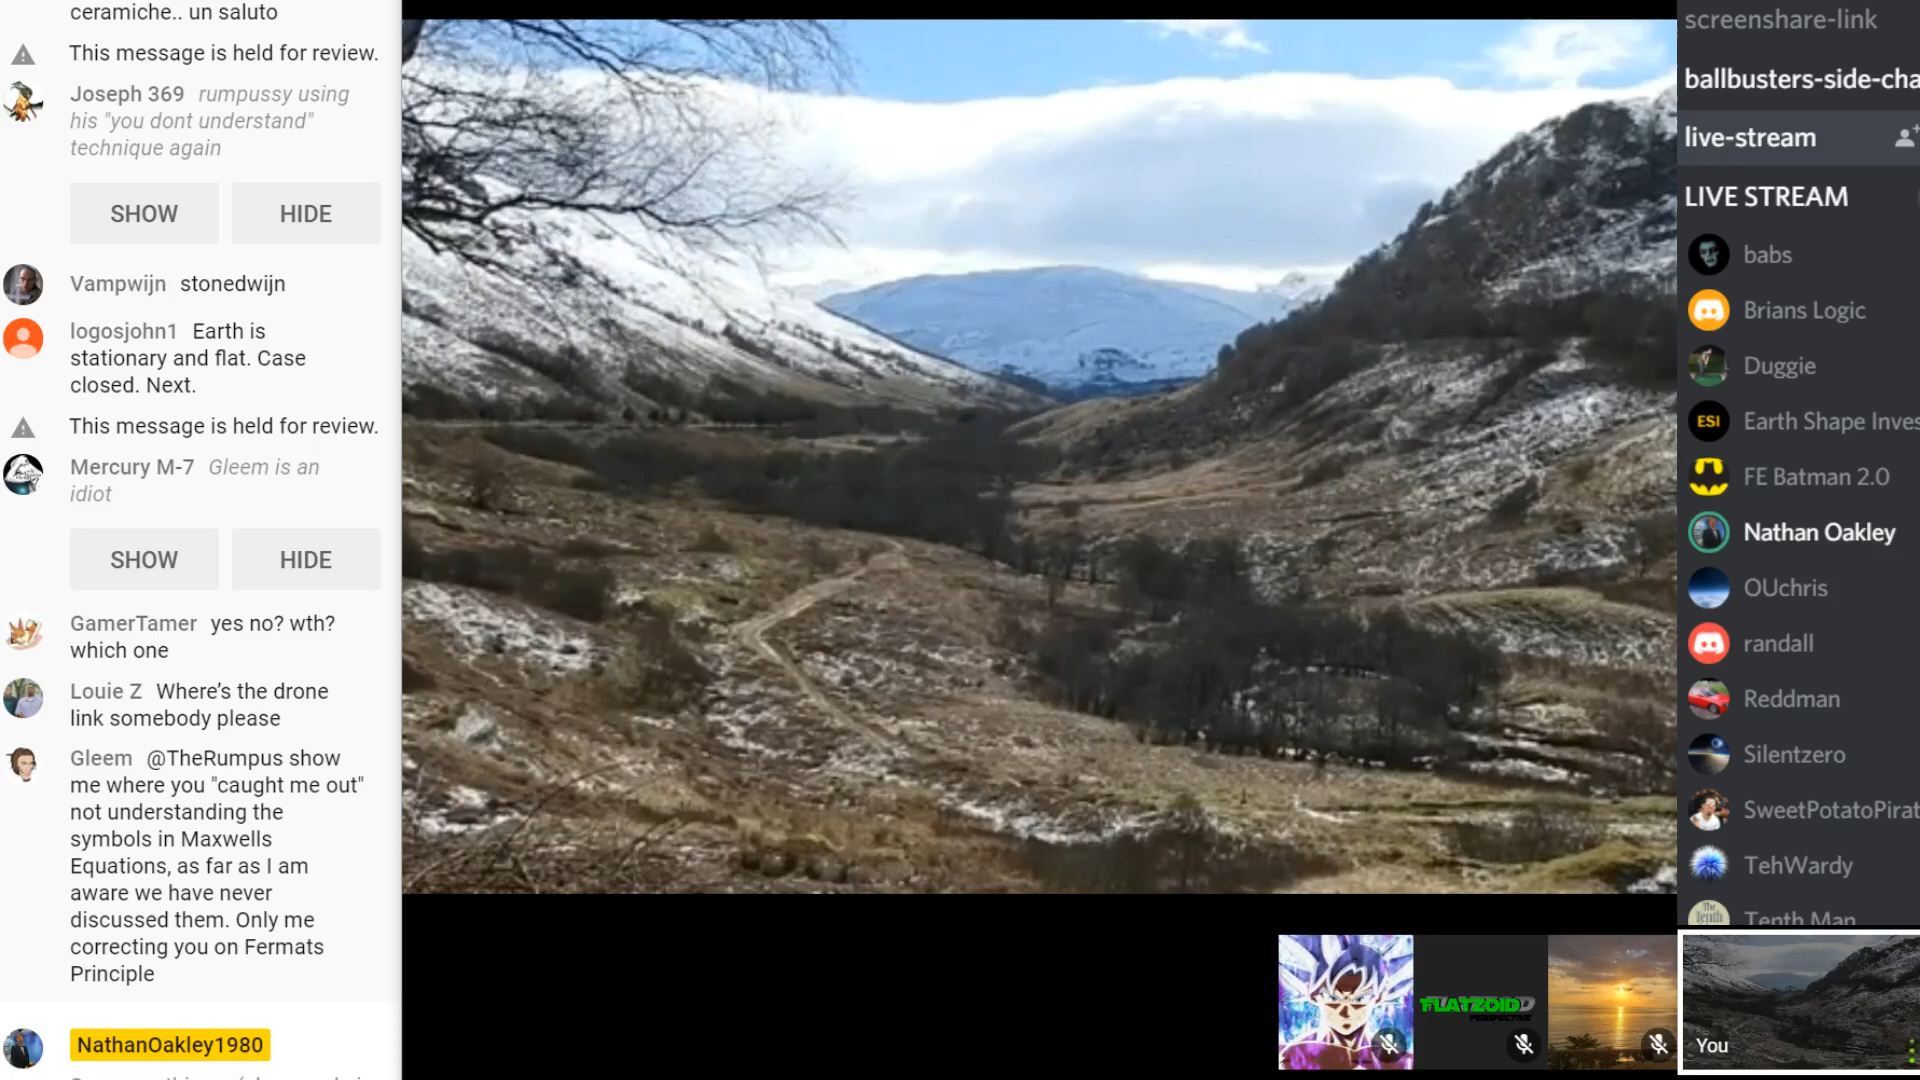 ceramiche.. un saluto
This message is held for review.
Joseph 369 rumpussy using
his "you dont understand"
technique again
SHOW HIDE
Vampwijn stonedwijn
logosjohn1 Earth is
stationary and flat. Case
closed. Next.
This message is held for review.
Mercury M-7 Gleem is an
idiot
SHOW HIDE
GamerTamer yes no? wth?
which one
Louie Z Where's the drone
link somebody please
Gleem @TheRumpus show
me where you "caught me out"
not understanding the
symbols in Maxwells
Equations, as far as I am
aware we have never
discussed them. Only me
correcting you on Fermats
Principle
NathanOakley1980
screenshare-link
ballbusters-side-cha
live-stream
LIVE STREAM
babs
Brians Logic
Duggie
ESI Earth Shape Inves
FE Batman 2.0
Nathan Oakley
OUchris
randall
Reddman
Silentzero
SweetPotatoPirat
TehWardy
The Tenth
Tenth Man
FLATZOID
PERSPECTIVE
You